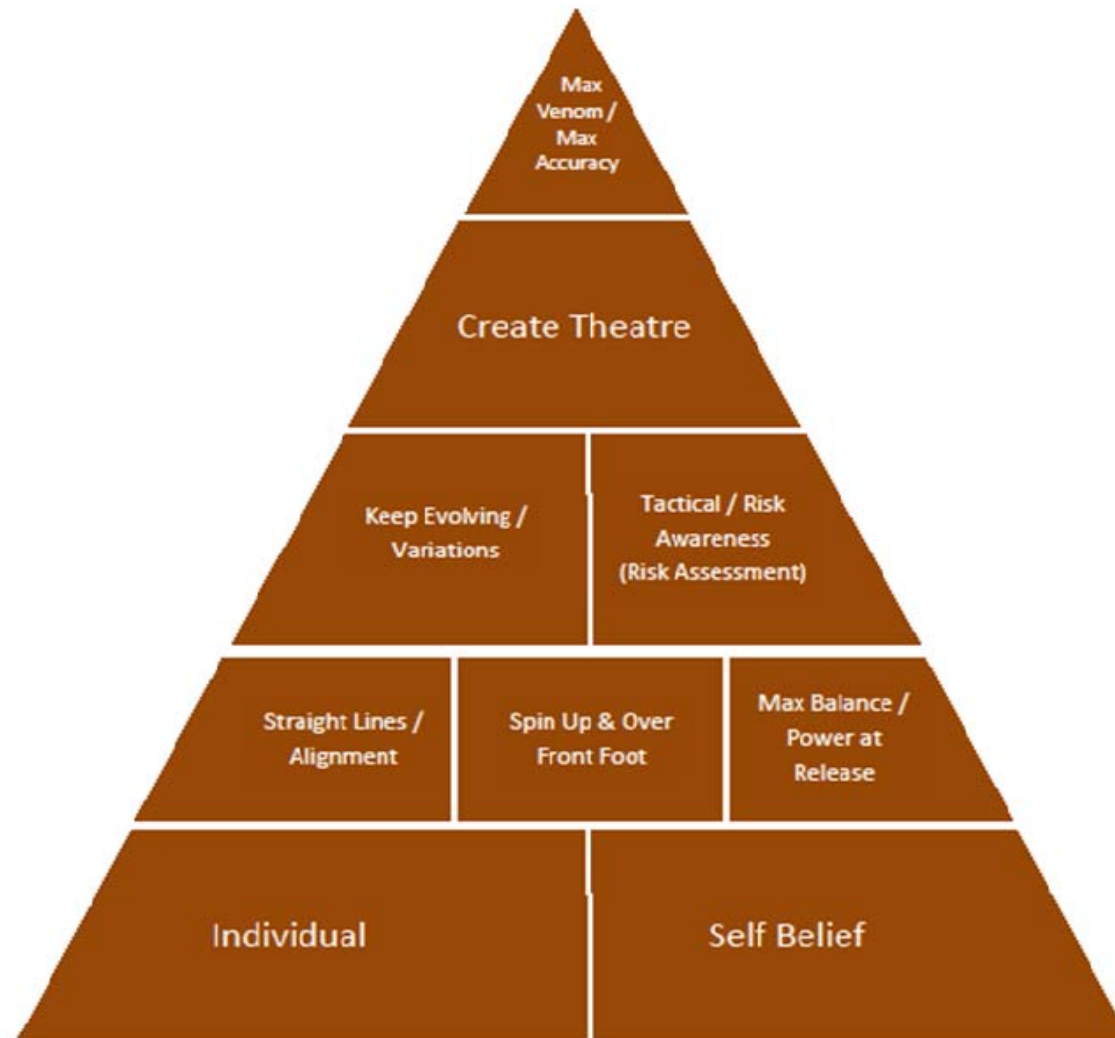 Max
Venom /
Max
Accuracy
Create Theatre
Keep Evolving /
Variations
Tactical / Risk
Awareness
(Risk Assessment)
Straight Lines /
Alignment
Spin Up & Over
Front Foot
Max Balance /
Power at
Release
Individual
Self Belief